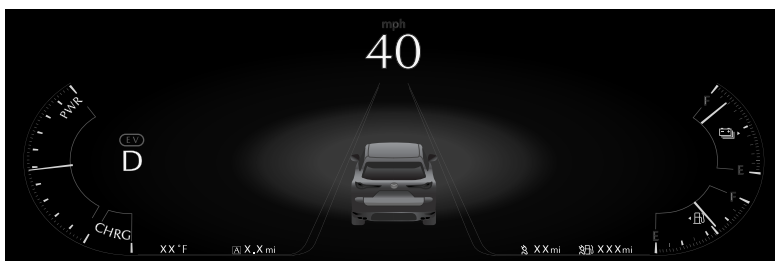 mph
40
PWR
F
EV
D
E
F
CHRG
E
XX°F
A X.X mi
XX mi
XXX mi